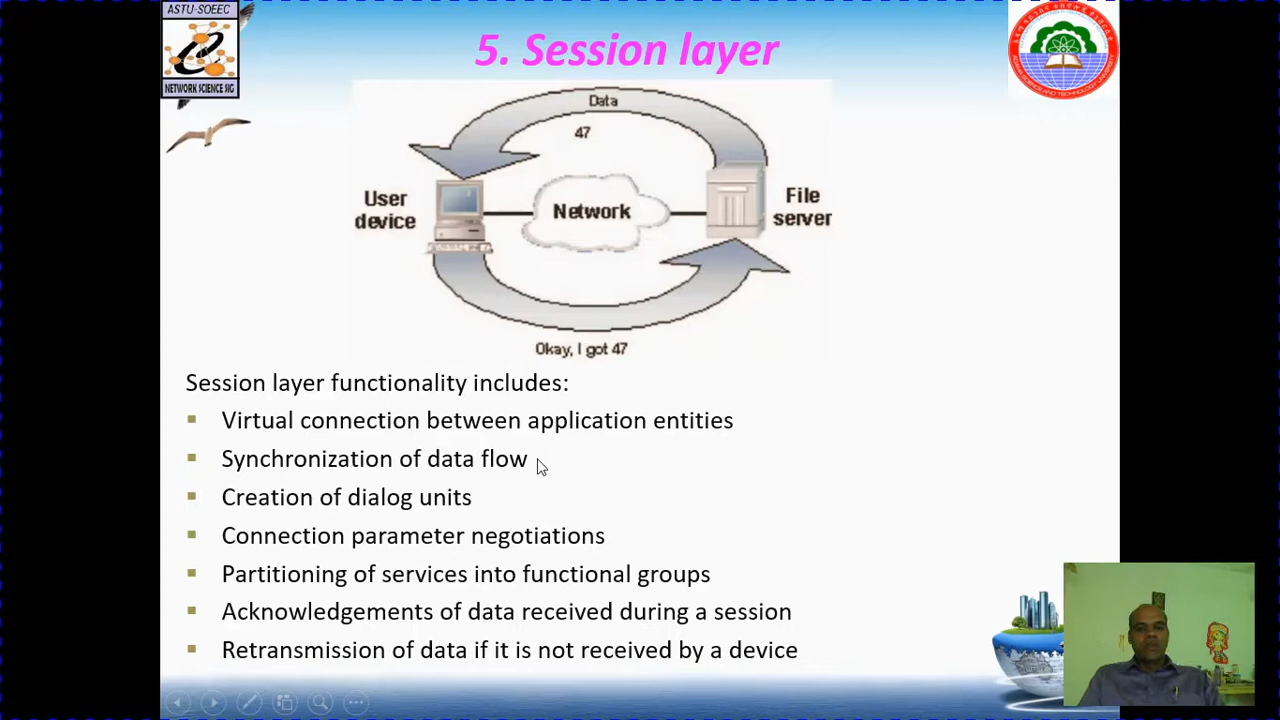 ASTU-SOEEC
NETWORK SCIENCE SIG
5. Session layer
Data
47
User
device
Network
File
server
Okay, I got 47
Session layer functionality includes:
Virtual connection between application entities
Synchronization of data flow
Creation of dialog units
Connection parameter negotiations
Partitioning of services into functional groups
Acknowledgements of data received during a session
Retransmission of data if it is not received by a device